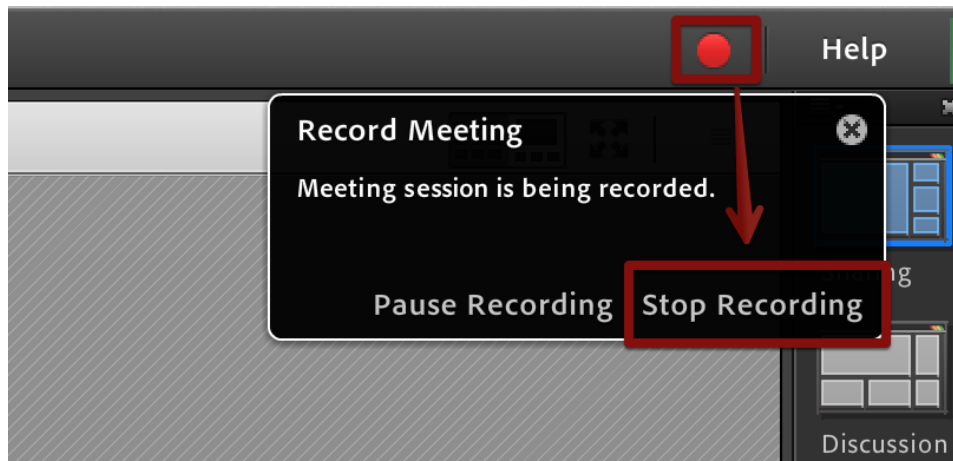 Help
Record Meeting
Meeting session is being recorded.
Pause Recording Stop Recording
Discussion